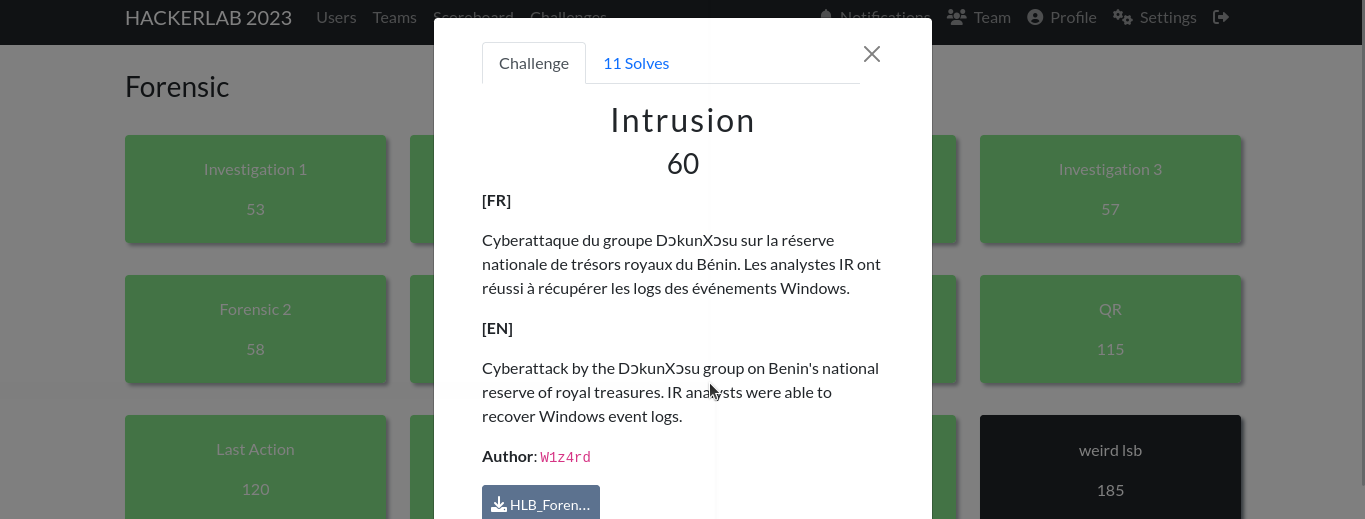 HACKERLAB 2023 Users Teams Scoreboard Challenges Notifications Team Profile Settings
Challenge 11 Solves
Forensic
Intrusion
60
Investigation 1
53
Investigation 3
57
[FR]
Cyberattaque du groupe DɔkunXɔsu sur la réserve
nationale de trésors royaux du Bénin. Les analystes IR ont
réussi à récupérer les logs des événements Windows.
Forensic 2
58
QR
115
[EN]
Cyberattack by the DɔkunXɔsu group on Benin's national
reserve of royal treasures. IR analysts were able to
recover Windows event logs.
Last Action
120
weird lsb
185
Author: W1z4rd
HLB_Foren...